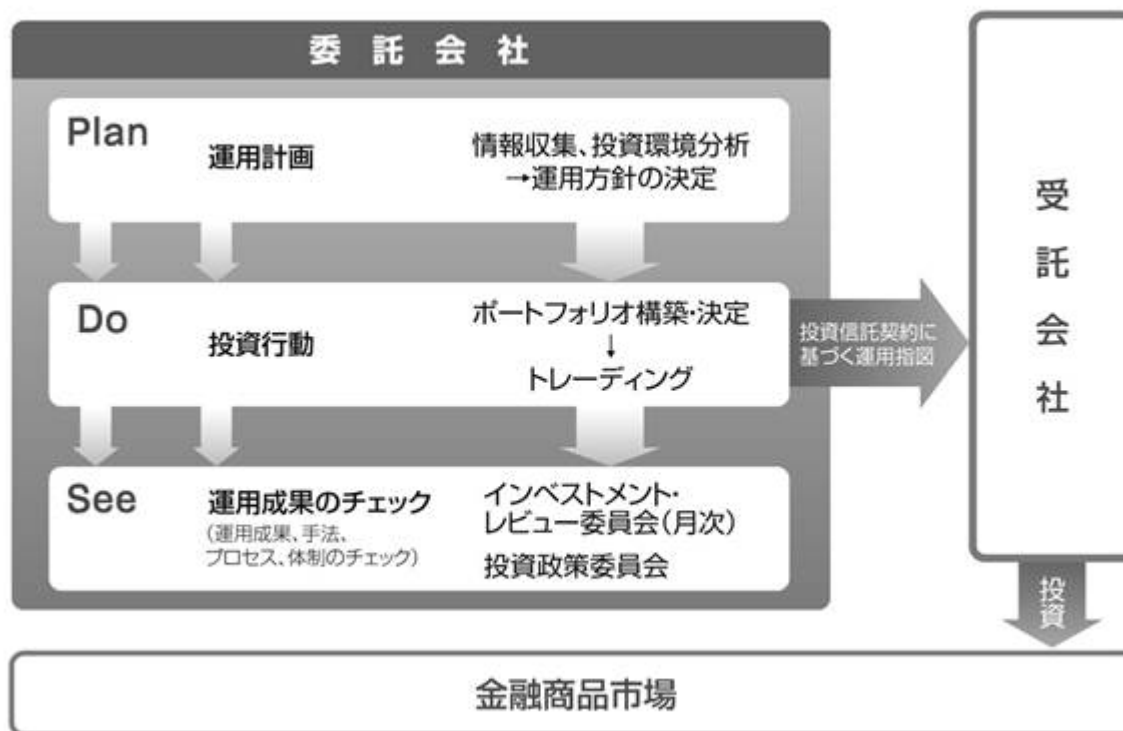 委託会社
Plan
運用計画
情報収集、投資環境分析
→運用方針の決定
Do
投資行動
ポートフォリオ構築・決定
↓
トレーディング
See
運用成果のチェック
(運用成果、手法、
プロセス、体制のチェック)
インベストメント・
レビュー委員会(月次)
投資政策委員会
投資信託契約に
基づく運用指図
受託会社
投資
金融商品市場